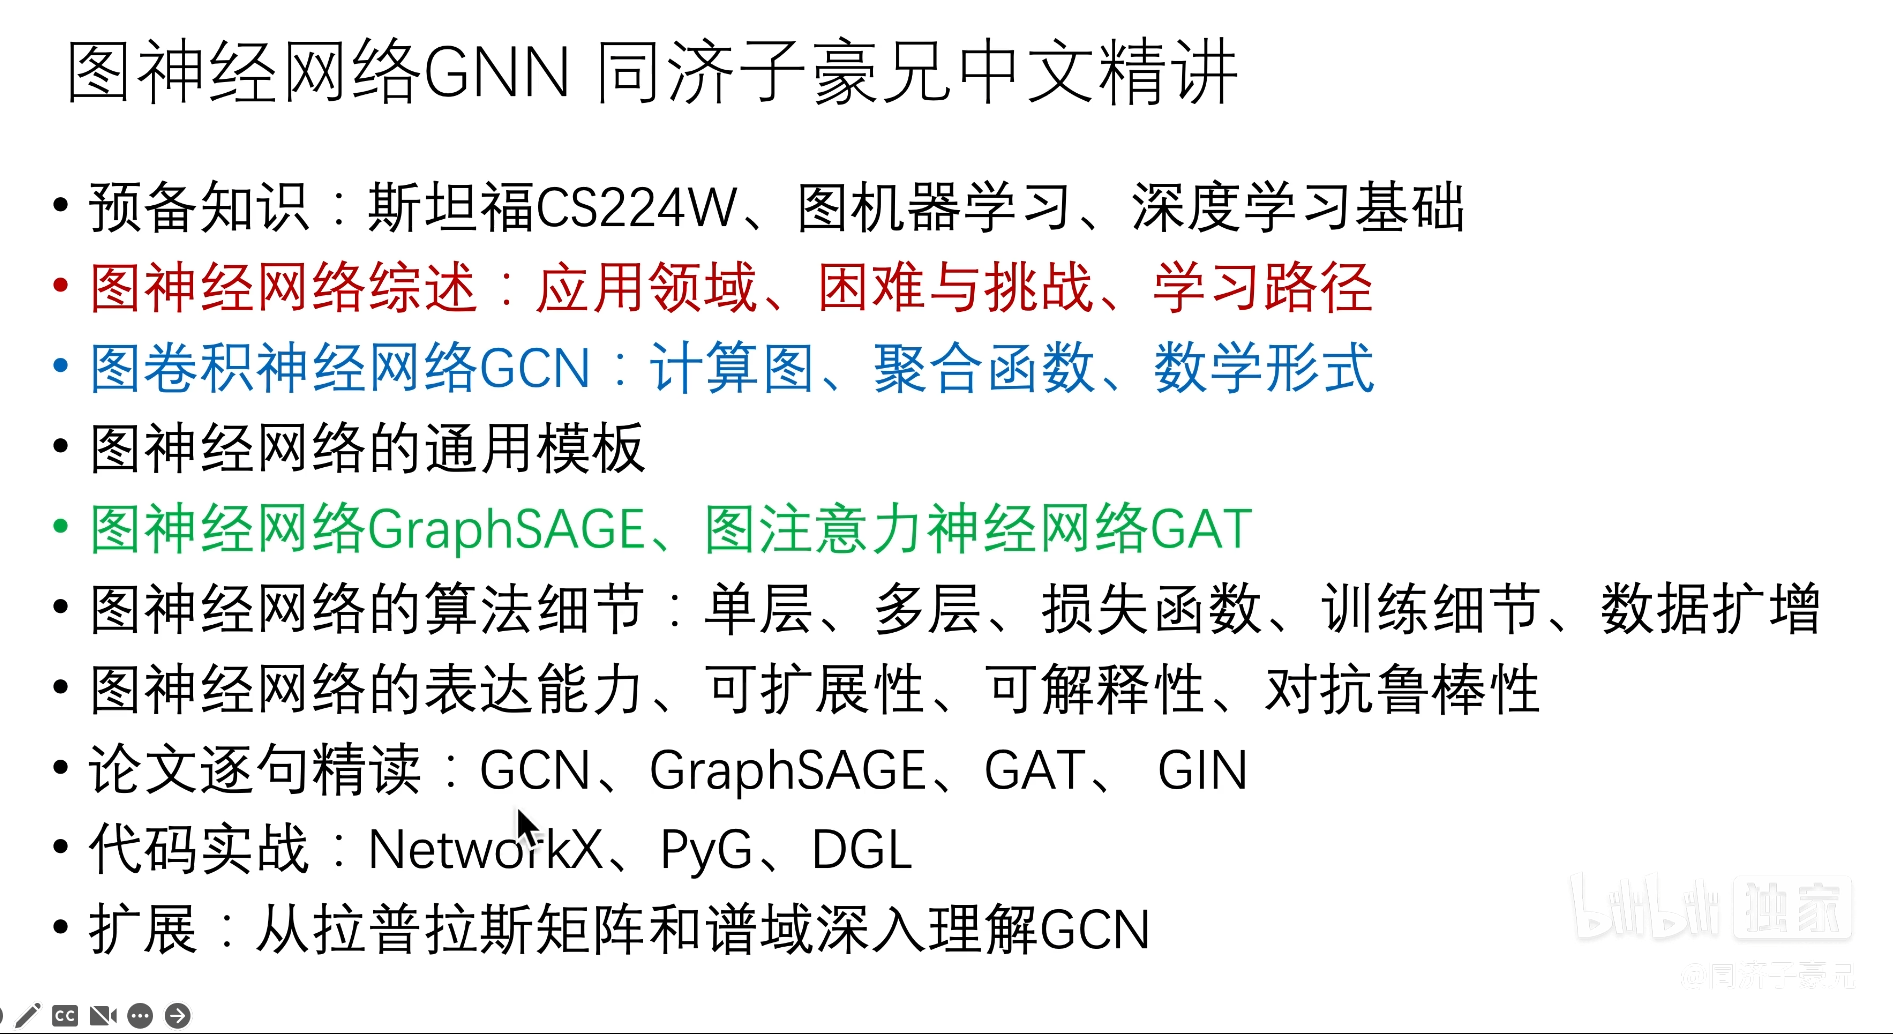 图神经网络GNN 同济子豪兄中文精讲
• 预备知识：斯坦福CS224W、图机器学习、深度学习基础
• 图神经网络综述：应用领域、困难与挑战、学习路径
• 图卷积神经网络GCN：计算图、聚合函数、数学形式
• 图神经网络的通用模板
• 图神经网络GraphSAGE、图注意力神经网络GAT
• 图神经网络的算法细节：单层、多层、损失函数、训练细节、数据扩增
• 图神经网络的表达能力、可扩展性、可解释性、对抗鲁棒性
• 论文逐句精读：GCN、GraphSAGE、GAT、 GIN
• 代码实战：NetworkX、PyG、DGL
• 扩展：从拉普拉斯矩阵和谱域深入理解GCN
bilibili 独家
@同济子豪兄
CC